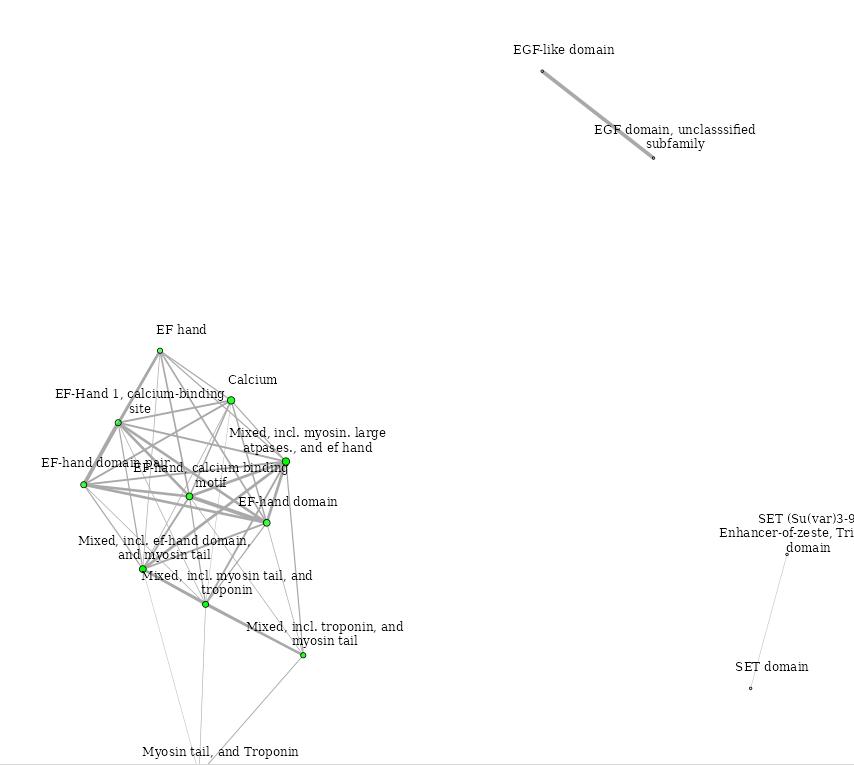 EGF-like domain
EGF domain, unclasssified
subfamily
EF hand
Calcium
EF-Hand 1, calcium-binding
site
Mixed, incl. myosin. large
atpases., and ef hand
EF-hand domain pair
EF-hand, calcium binding
motif
EF-hand domain
SET (Su(var)3-9
Enhancer-of-zeste, Tri
domain
Mixed, incl. ef-hand domain,
and myosin tail
Mixed, incl. myosin tail, and
troponin
Mixed, incl. troponin, and
myosin tail
SET domain
Myosin tail, and Troponin